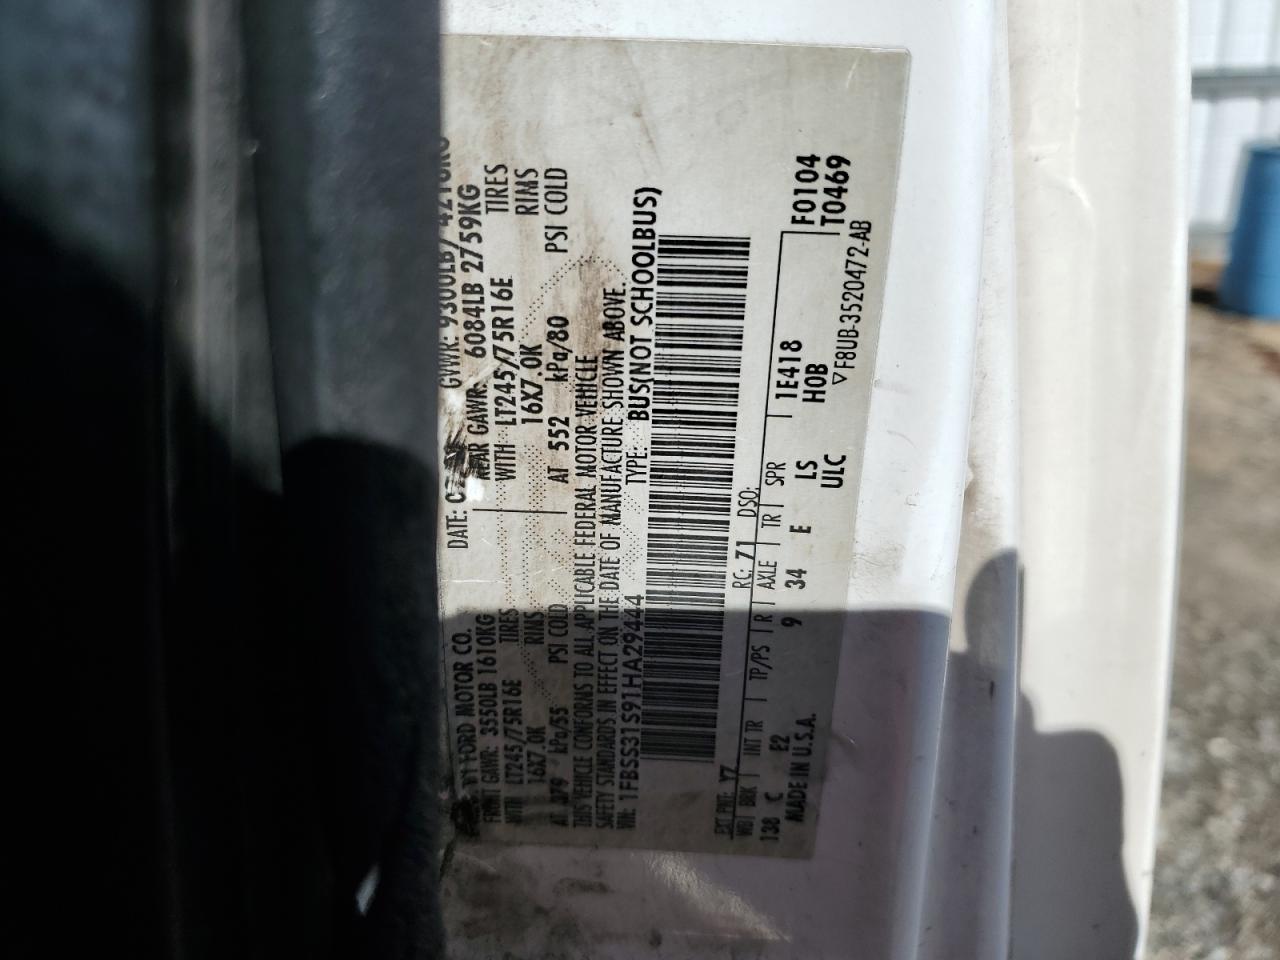 BY FORD MOTOR CO.
DATE: GVWR: 9300LB/
FRONT GAWR: 3550LB 1610KG REAR GAWR: 6084LB 2759KG
WITH LT245/75R16E TIRES WITH LT245/75R16E TIRES
16X7.0K RIMS 16X7.0K RIMS
AT 379 kPa/55 PSI COLD AT 552 kPa/80 PSI COLD
THIS VEHICLE CONFORMS TO ALL APPLICABLE FEDERAL MOTOR VEHICLE
SAFETY STANDARDS IN EFFECT ON THE DATE OF MANUFACTURE SHOWN ABOVE.
VIN: 1FBSS31S91HA29444 TYPE: BUS(NOT SCHOOLBUS)
EXT PNT: YZ RC: 71 DSO:
WB BRK INT TR TP/PS R AXLE TR SPR F0104
138 C E2 9 34 E LS 1E418 T0469
MADE IN U.S.A. ULC H0B
▽F8UB-3520472-AB